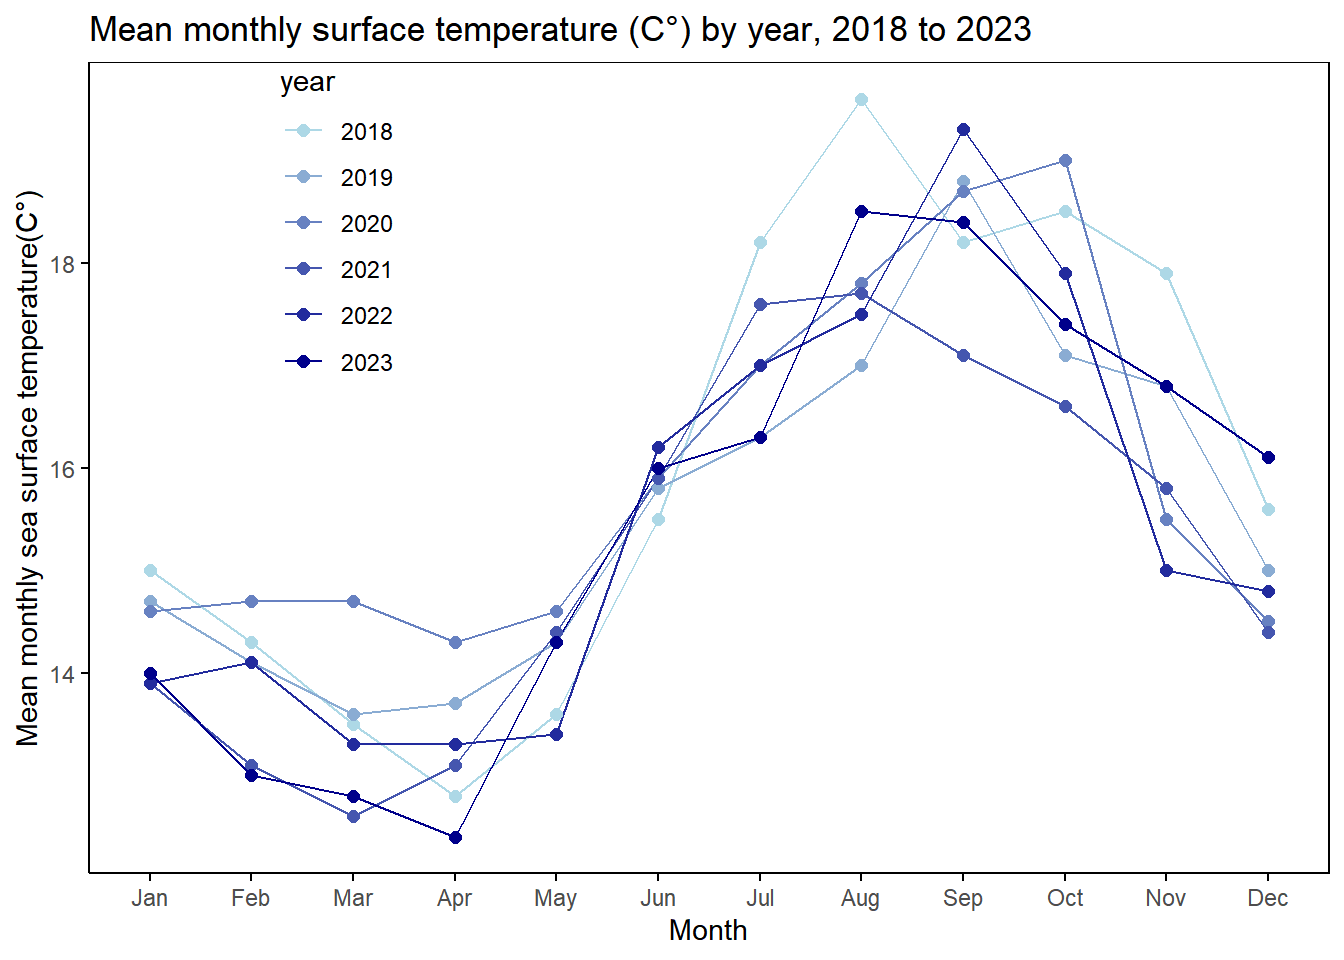 Mean monthly surface temperature (C°) by year, 2018 to 2023
year
2018
2019
2020
2021
2022
2023
Mean monthly sea surface temperature(C°)
18
16
14
Jan Feb Mar Apr May Jun Jul Aug Sep Oct Nov Dec
Month